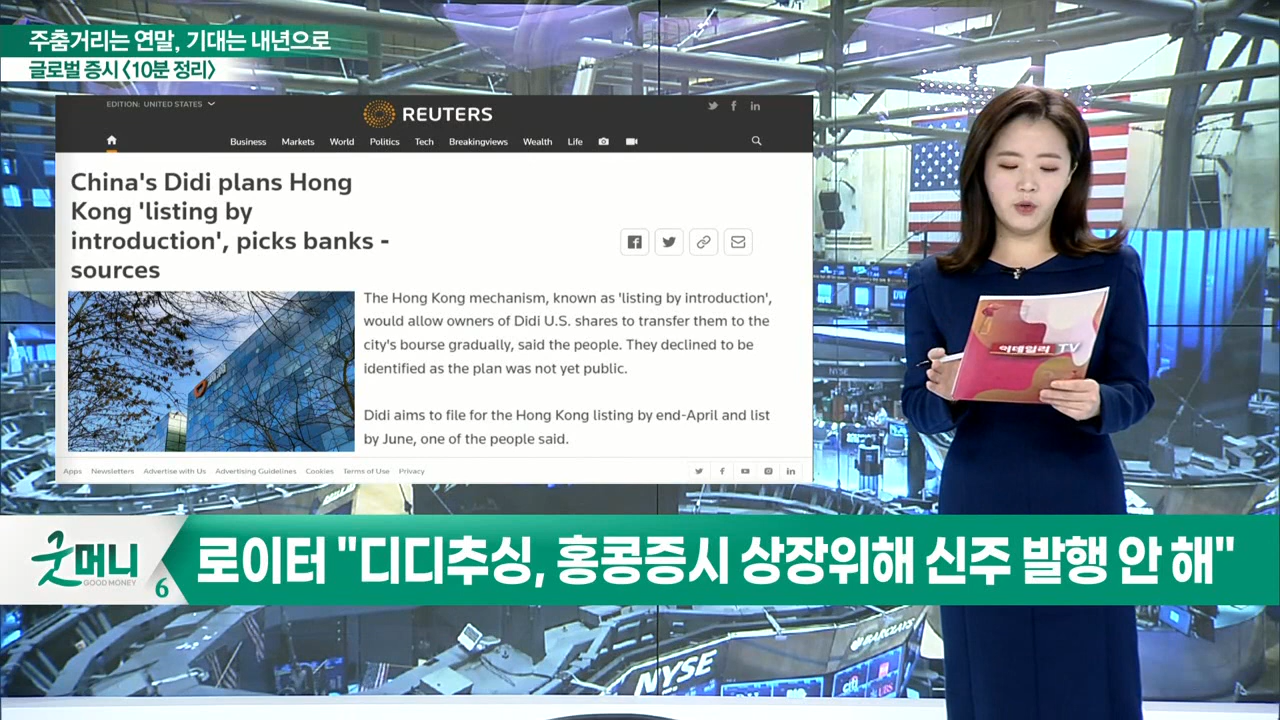 주춤거리는 연말, 기대는 내년으로
글로벌 증시 <10분 정리>
EDITION: UNITED STATES
REUTERS
Business Markets World Politics Tech Breakingviews Wealth Life
China's Didi plans Hong
Kong 'listing by
introduction', picks banks -
sources
The Hong Kong mechanism, known as 'listing by introduction',
would allow owners of Didi U.S. shares to transfer them to the
city's bourse gradually, said the people. They declined to be
identified as the plan was not yet public.
Didi aims to file for the Hong Kong listing by end-April and list
by June, one of the people said.
Apps Newsletters Advertise with Us Advertising Guidelines Cookies Terms of Use Privacy
이데일리 TV
NYSE
굿머니
GOOD MONEY
6
로이터 "디디추싱, 홍콩증시 상장위해 신주 발행 안 해"
BARCLAYS
NYSE
citi
UBS